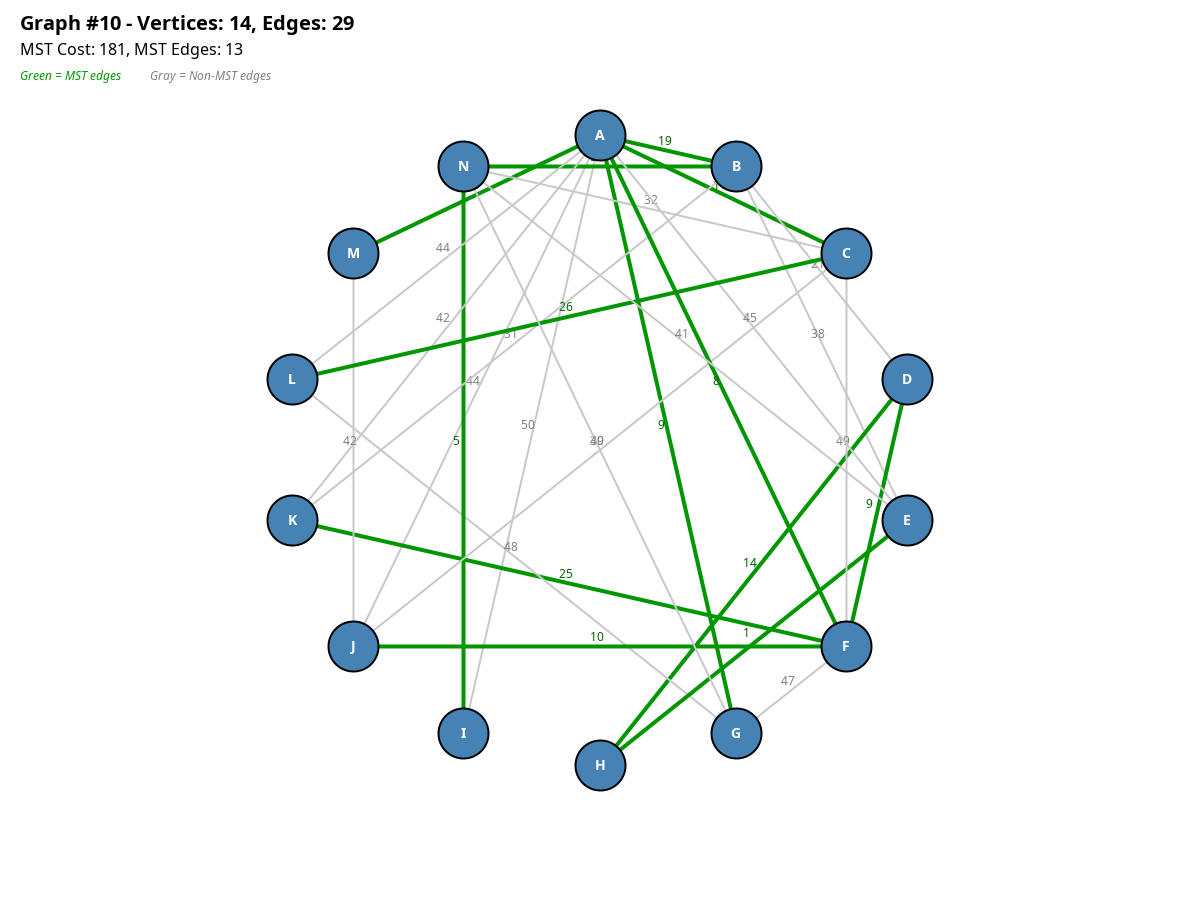 Graph #10 - Vertices: 14, Edges: 29
MST Cost: 181, MST Edges: 13
Green = MST edges Gray = Non-MST edges
A
19
N
B
32
44
M
C
26
42
45
31
41
38
L
44
8
D
50
9
42
5
49
9
K
E
48
14
25
10
1
J
F
47
I
G
H